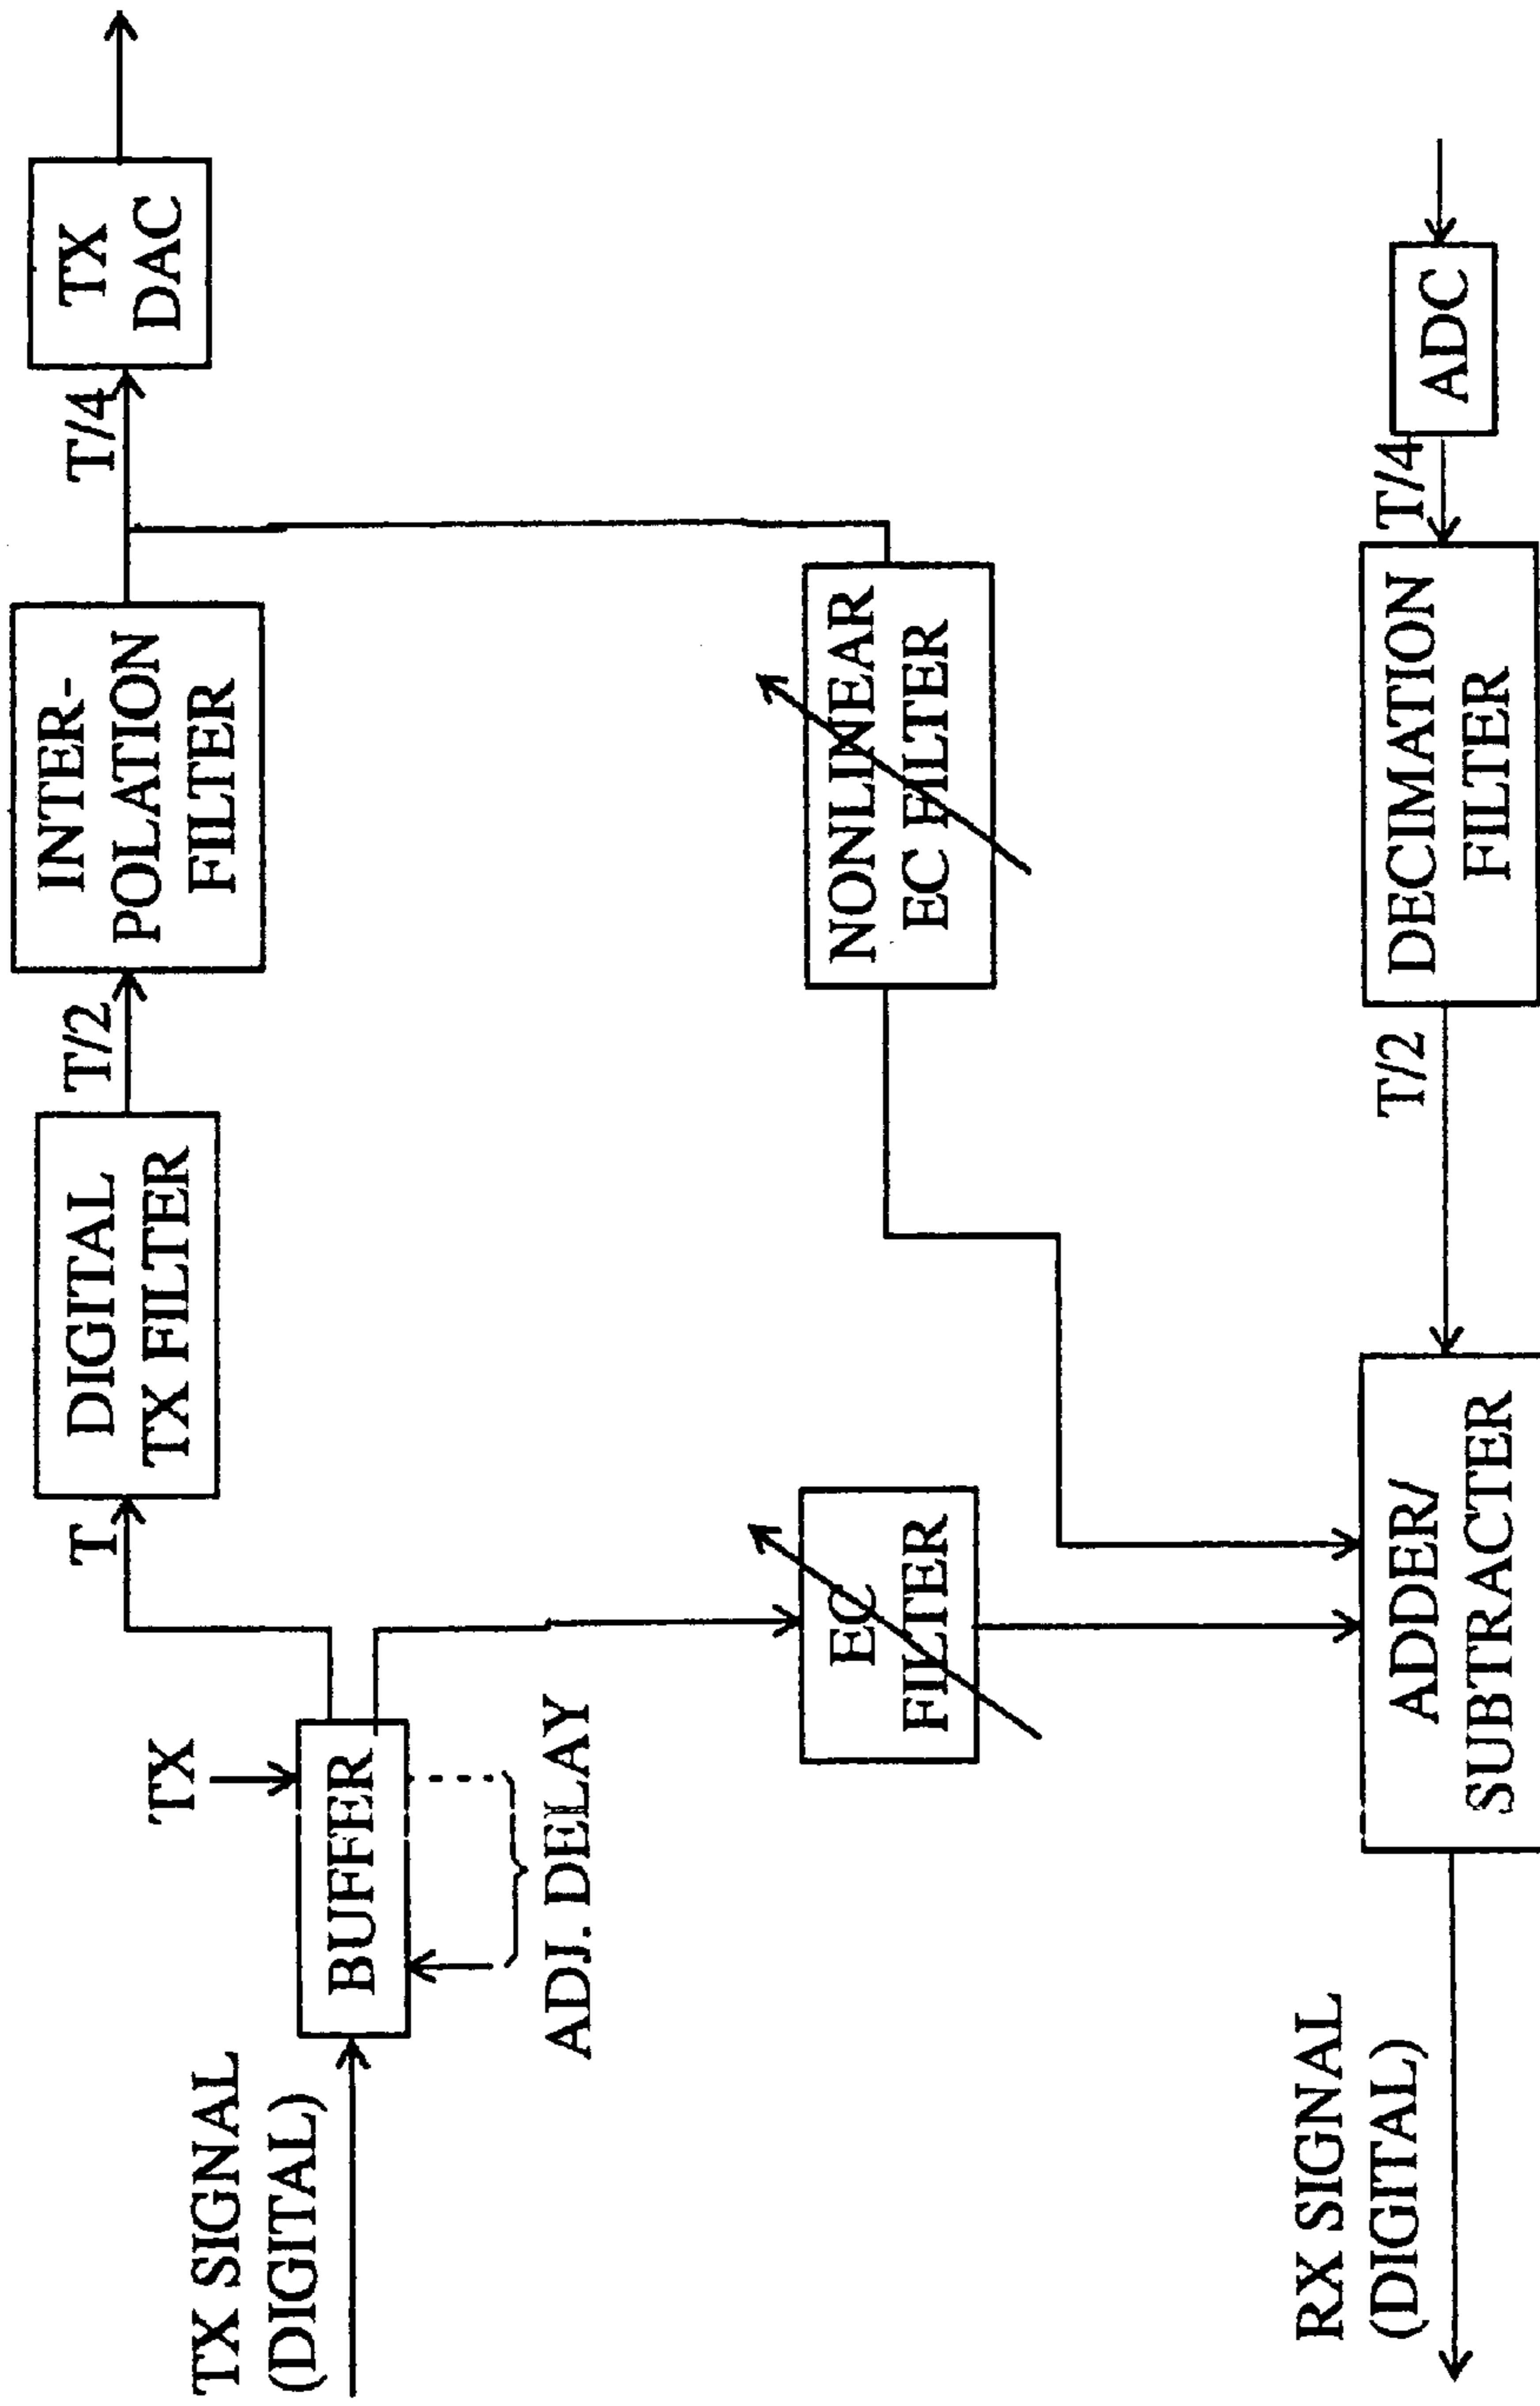 TX SIGNAL
(DIGITAL)
BUFFER
TX
ADJ. DELAY
T
DIGITAL
TX FILTER
T/2
INTER-
POLATION
FILTER
T/4
TX
DAC
EC
FILTER
NONLINEAR
EC FILTER
RX SIGNAL
(DIGITAL)
ADDER/
SUBTRACTER
T/2
DECIMATION
FILTER
T/4
ADC